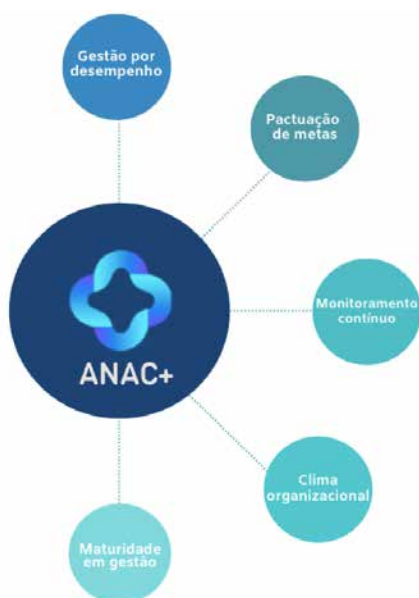 Gestão por
desempenho
Pactuação
de metas
Monitoramento
contínuo
ANAC+
Clima
organizacional
Maturidade
em gestão